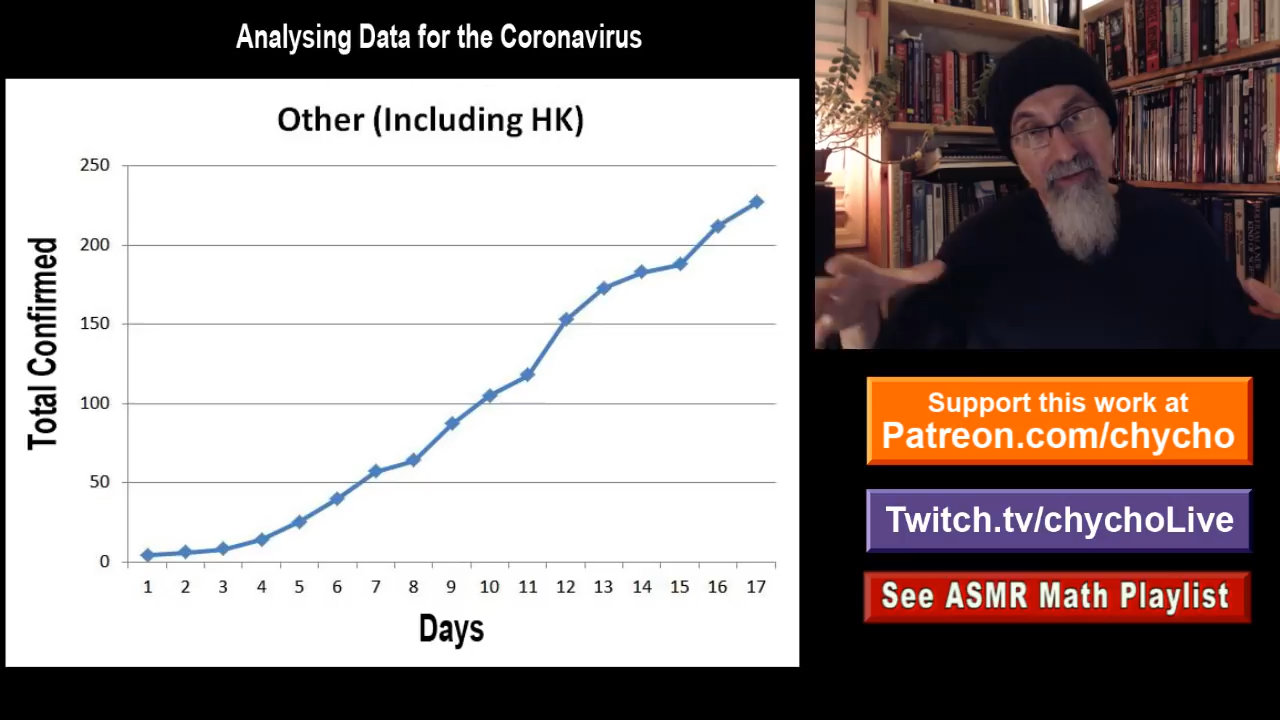 Analysing Data for the Coronavirus
Other (Including HK)
Total Confirmed
250
200
150
100
50
0
1 2 3 4 5 6 7 8 9 10 11 12 13 14 15 16 17
Days
Support this work at
Patreon.com/chycho
Twitch.tv/chychoLive
See ASMR Math Playlist